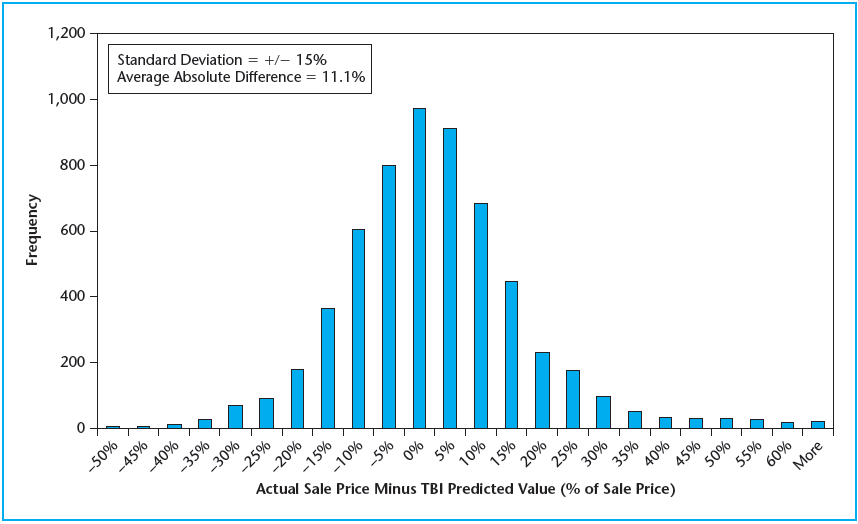 1,200
Standard Deviation = +/− 15%
Average Absolute Difference = 11.1%
1,000
800
600
400
200
0
Frequency
−50% −45% −40% −35% −30% −25% −20% −15% −10% −5% 0% 5% 10% 15% 20% 25% 30% 35% 40% 45% 50% 55% 60% More
Actual Sale Price Minus TBI Predicted Value (% of Sale Price)